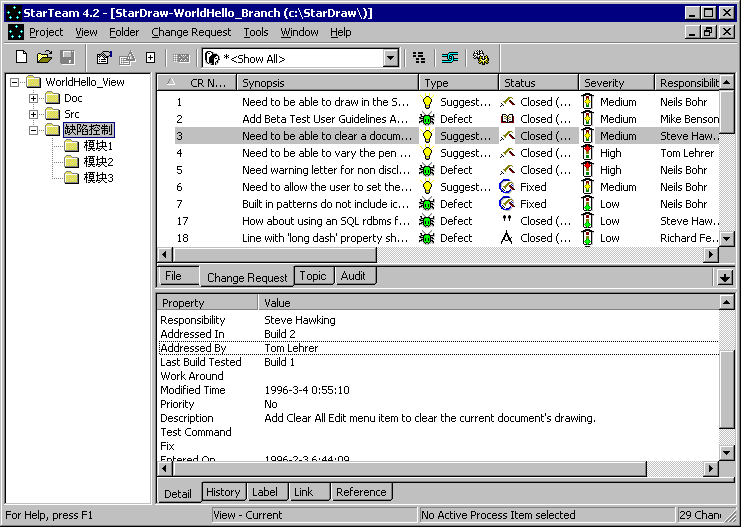 StarTeam 4.2 - [StarDraw-WorldHello_Branch (c:\StarDraw\)]
Project View Folder Change Request Tools Window Help
*<Show All>
WorldHello_View
Doc
Src
缺陷控制
模块1
模块2
模块3
CR N... Synopsis Type Status Severity Responsibilit
1 Need to be able to draw in the S... Suggest... Closed (... Medium Neils Bohr
2 Add Beta Test User Guidelines A... Defect Closed (... Medium Mike Benson
3 Need to be able to clear a docum... Suggest... Closed (... Medium Steve Haw...
4 Need to be able to vary the pen ... Suggest... Closed (... High Tom Lehrer
5 Need warning letter for non discl... Defect Closed (... High Neils Bohr
6 Need to allow the user to set the... Suggest... Fixed Medium Neils Bohr
7 Built in patterns do not include ic... Defect Fixed Low Neils Bohr
17 How about using an SQL rdbms f... Suggest... Closed (... Low Steve Haw...
18 Line with 'long dash' property sh... Defect Closed (... Low Richard Fe...
File Change Request Topic Audit
Property Value
Responsibility Steve Hawking
Addressed In Build 2
Addressed By Tom Lehrer
Last Build Tested Build 1
Work Around
Modified Time 1996-3-4 0:55:10
Priority No
Description Add Clear All Edit menu item to clear the current document's drawing.
Test Command
Fix
Entered On 1996-2-3 6:44:09
Detail History Label Link Reference
For Help, press F1 View - Current No Active Process Item selected 29 Chang